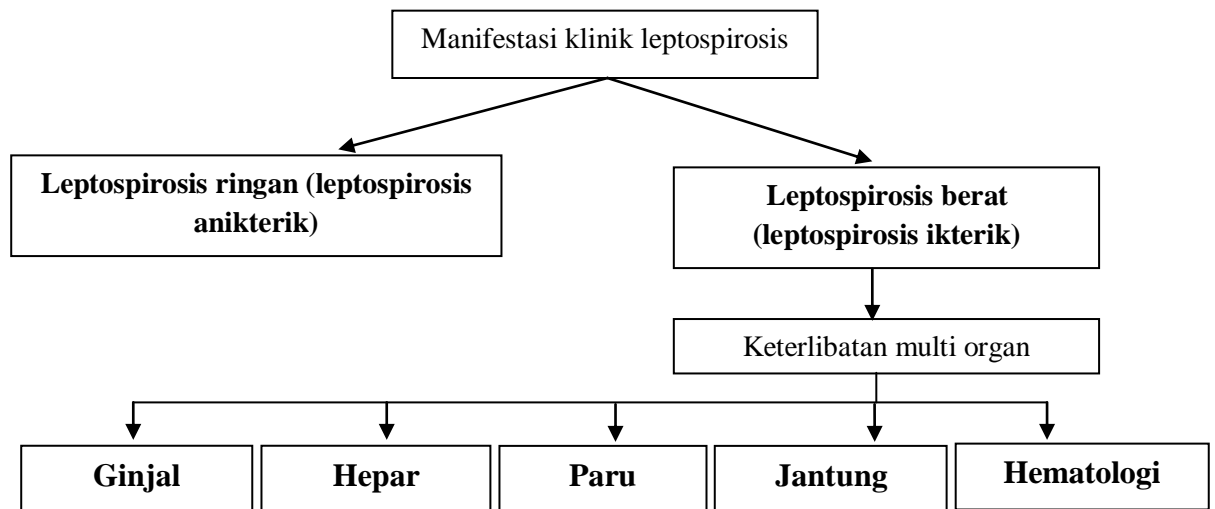 Manifestasi klinik leptospirosis
Leptospirosis ringan (leptospirosis
anikterik)
Leptospirosis berat
(leptospirosis ikterik)
Keterlibatan multi organ
Ginjal
Hepar
Paru
Jantung
Hematologi